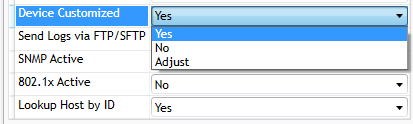 Device Customized Yes
Send Logs via FTP/SFTP Yes
SNMP Active No
Adjust
802.1x Active No
Lookup Host by ID Yes